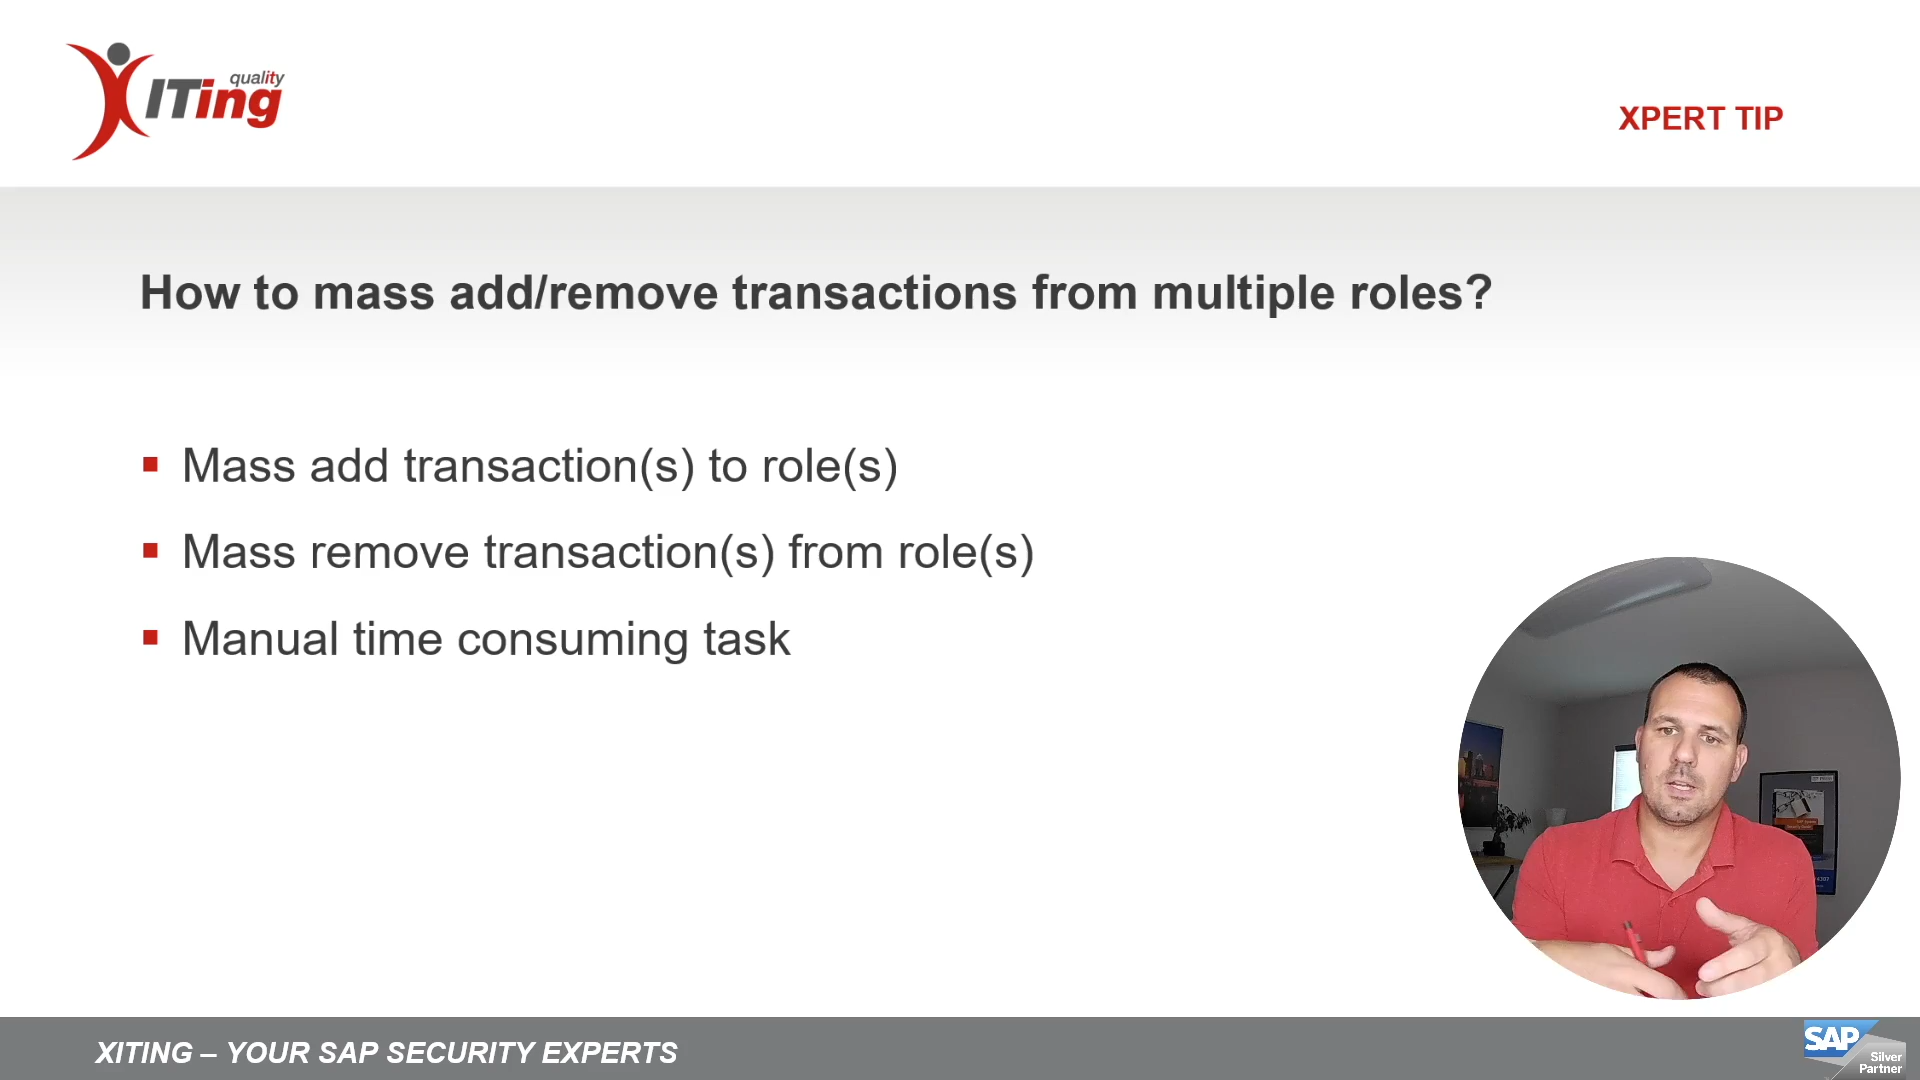 quality
XITing
XPERT TIP
How to mass add/remove transactions from multiple roles?
Mass add transaction(s) to role(s)
Mass remove transaction(s) from role(s)
Manual time consuming task
XITING – YOUR SAP SECURITY EXPERTS
SAP
Silver
Partner